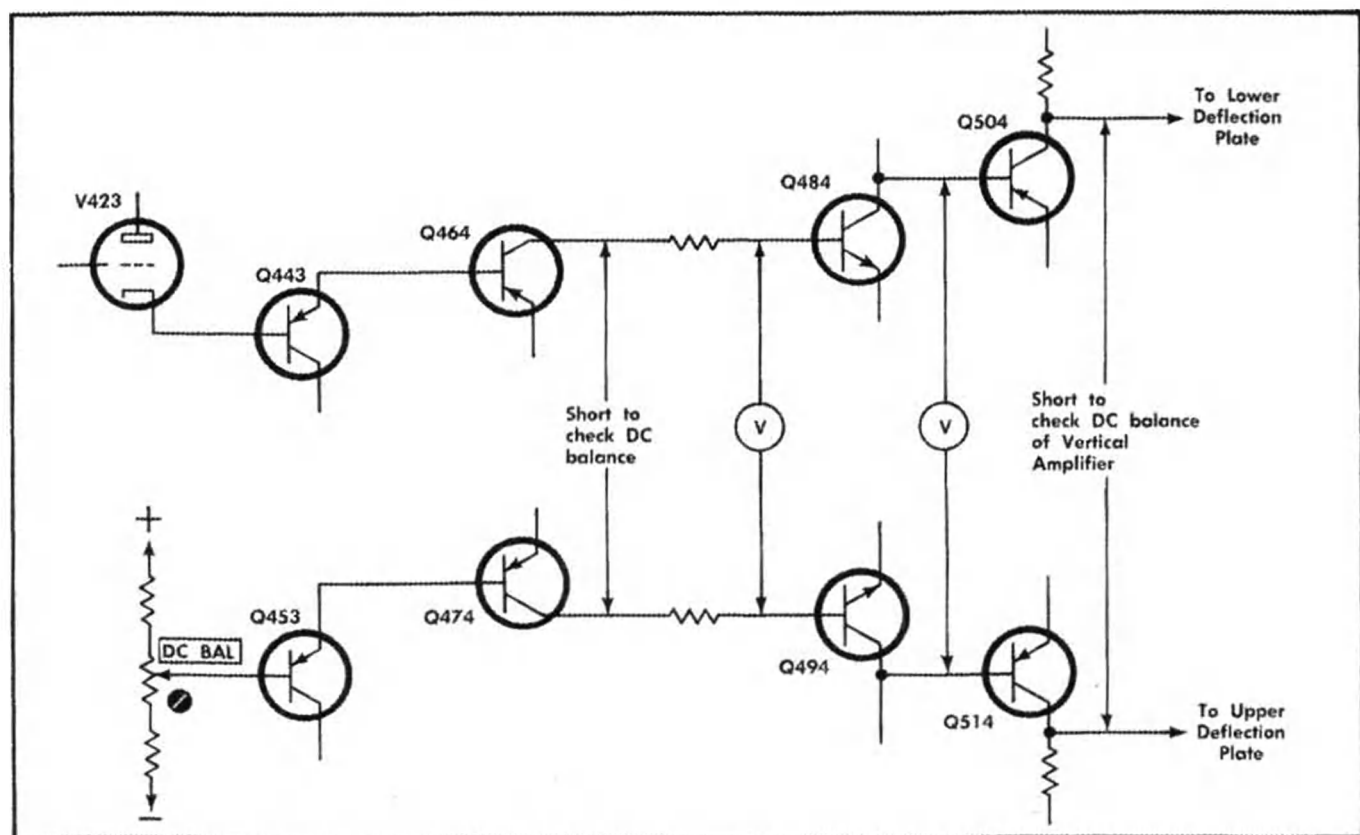 To Lower
Deflection
Plate
Q504
Q484
V423
Q464
Q443
Short to
check DC
balance
V
V
Short to
check DC balance
of Vertical
Amplifier
+
Q453
Q474
DC BAL
Q494
Q514
To Upper
Deflection
Plate
−